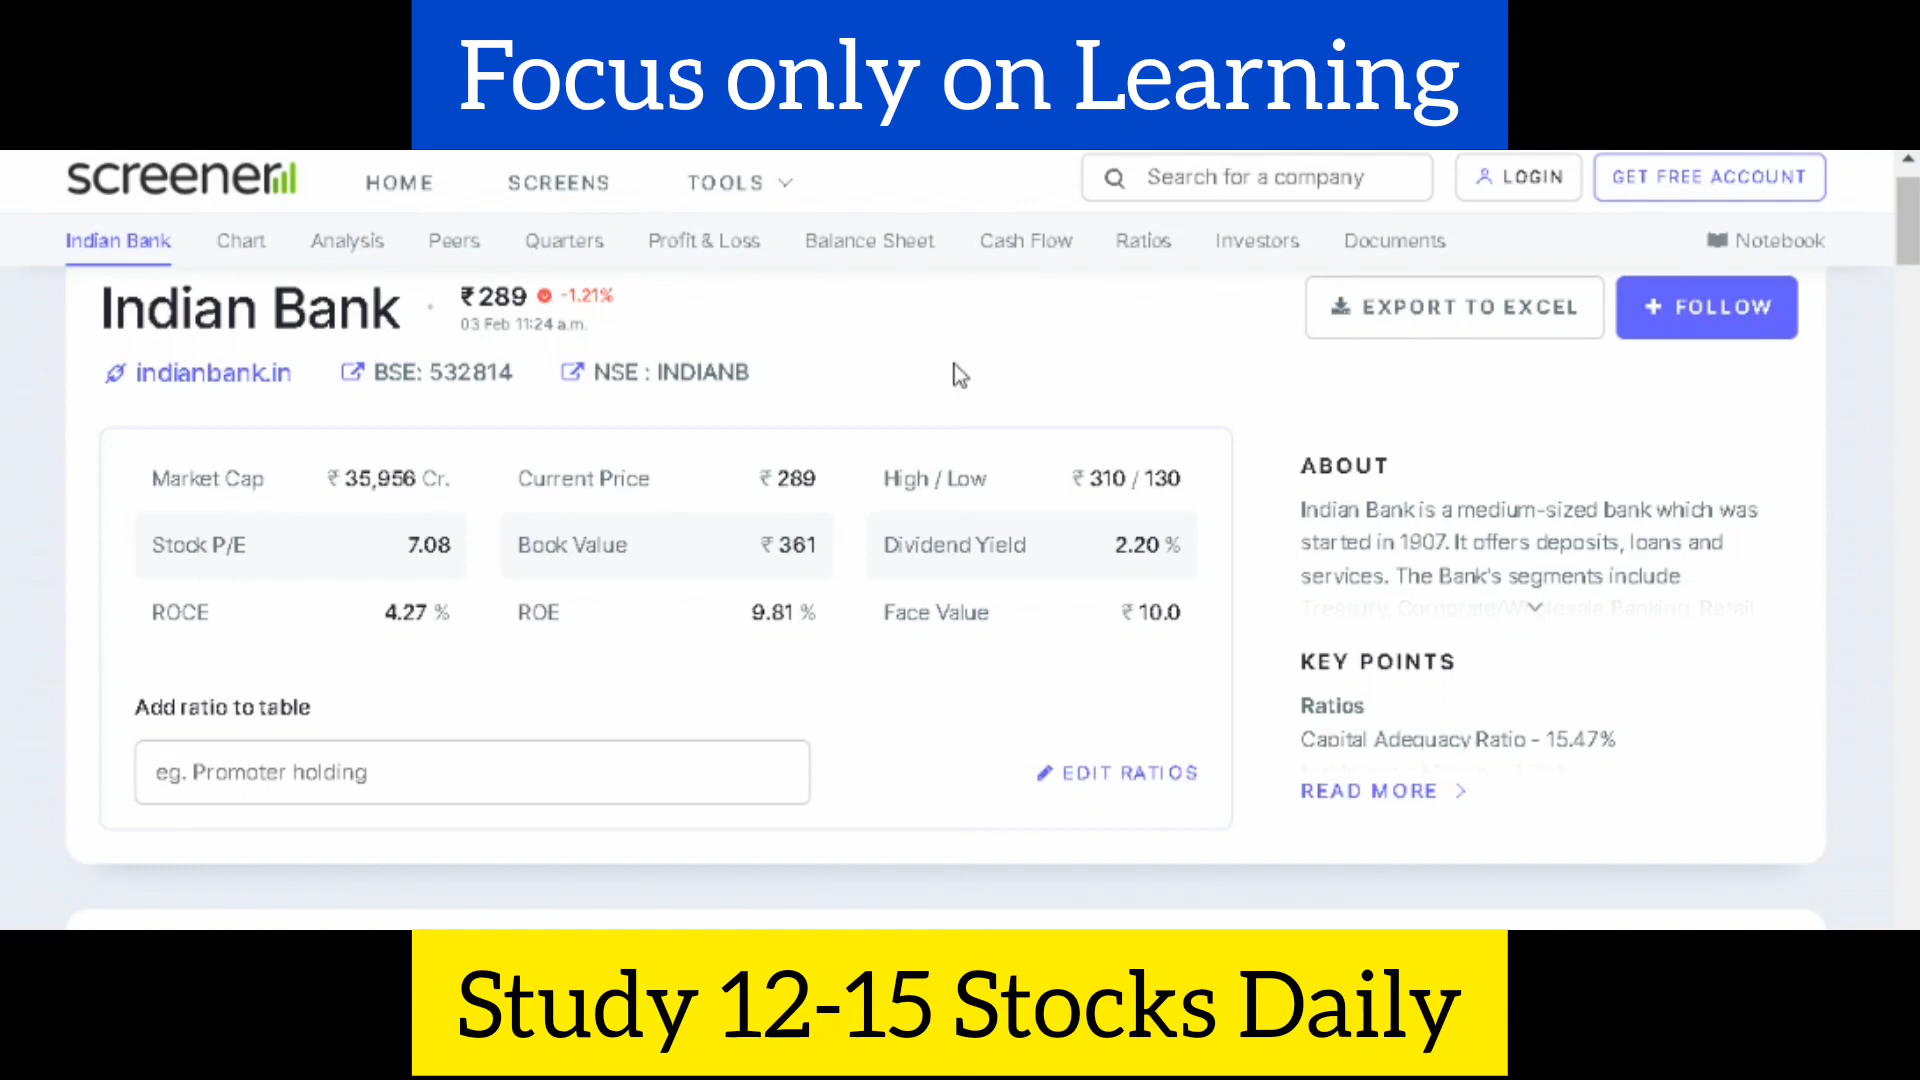 Focus only on Learning
screener
HOME SCREENS TOOLS Search for a company LOGIN GET FREE ACCOUNT
Indian Bank Chart Analysis Peers Quarters Profit & Loss Balance Sheet Cash Flow Ratios Investors Documents Notebook
Indian Bank ₹ 289 -1.21%
03 Feb 11:24 a.m.
EXPORT TO EXCEL + FOLLOW
indianbank.in BSE: 532814 NSE : INDIANB
Market Cap ₹ 35,956 Cr. Current Price ₹ 289 High / Low ₹ 310 / 130
Stock P/E 7.08 Book Value ₹ 361 Dividend Yield 2.20 %
ROCE 4.27 % ROE 9.81 % Face Value ₹ 10.0
Add ratio to table
eg. Promoter holding
EDIT RATIOS
ABOUT
Indian Bank is a medium-sized bank which was
started in 1907. It offers deposits, loans and
services. The Bank's segments include
Treasury, Corporate/Wholesale Banking, Retail
KEY POINTS
Ratios
Capital Adequacy Ratio - 15.47%
READ MORE
Study 12-15 Stocks Daily